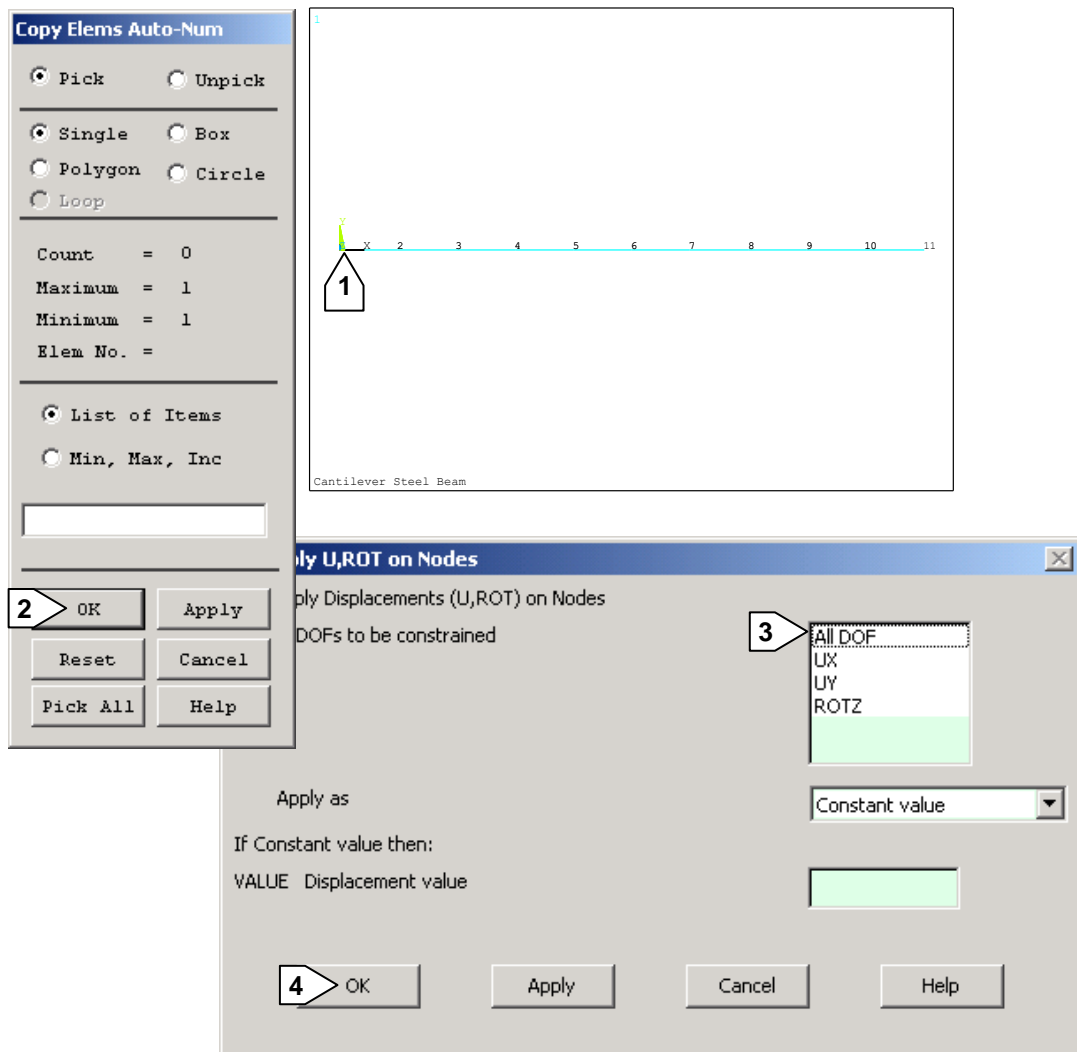 Copy Elems Auto-Num
Pick Unpick
Single Box
Polygon Circle
Loop
Count = 0
Maximum = 1
Minimum = 1
Elem No. =
List of Items
Min, Max, Inc
2 OK Apply
Reset Cancel
Pick All Help
1
Y
X 2 3 4 5 6 7 8 9 10 11
1
Cantilever Steel Beam
ly U,ROT on Nodes
ply Displacements (U,ROT) on Nodes
DOFs to be constrained
3 All DOF
UX
UY
ROTZ
Apply as Constant value
If Constant value then:
VALUE Displacement value
4 OK Apply Cancel Help